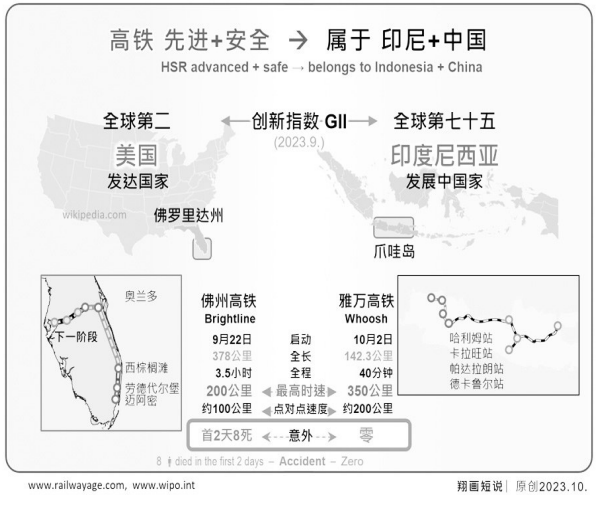 高铁 先进+安全 → 属于 印尼+中国
HSR advanced + safe → belongs to Indonesia + China
全球第二 ← 创新指数 GII → 全球第七十五
(2023.9.)
美国 印度尼西亚
发达国家 发展中国家
wikipedia.com
佛罗里达州
爪哇岛
奥兰多
下一阶段
西棕榈滩
劳德代尔堡
迈阿密
佛州高铁 雅万高铁
Brightline Whoosh
9月22日 启动 10月2日
378公里 全长 142.3公里
3.5小时 全程 40分钟
200公里 最高时速 350公里
约100公里 点对点速度 约200公里
首2天8死 意外 零
哈利姆站
卡拉旺站
帕达拉朗站
德卡鲁尔站
8 died in the first 2 days – Accident – Zero
www.railwayage.com, www.wipo.int
翔画短说| 原创2023.10.